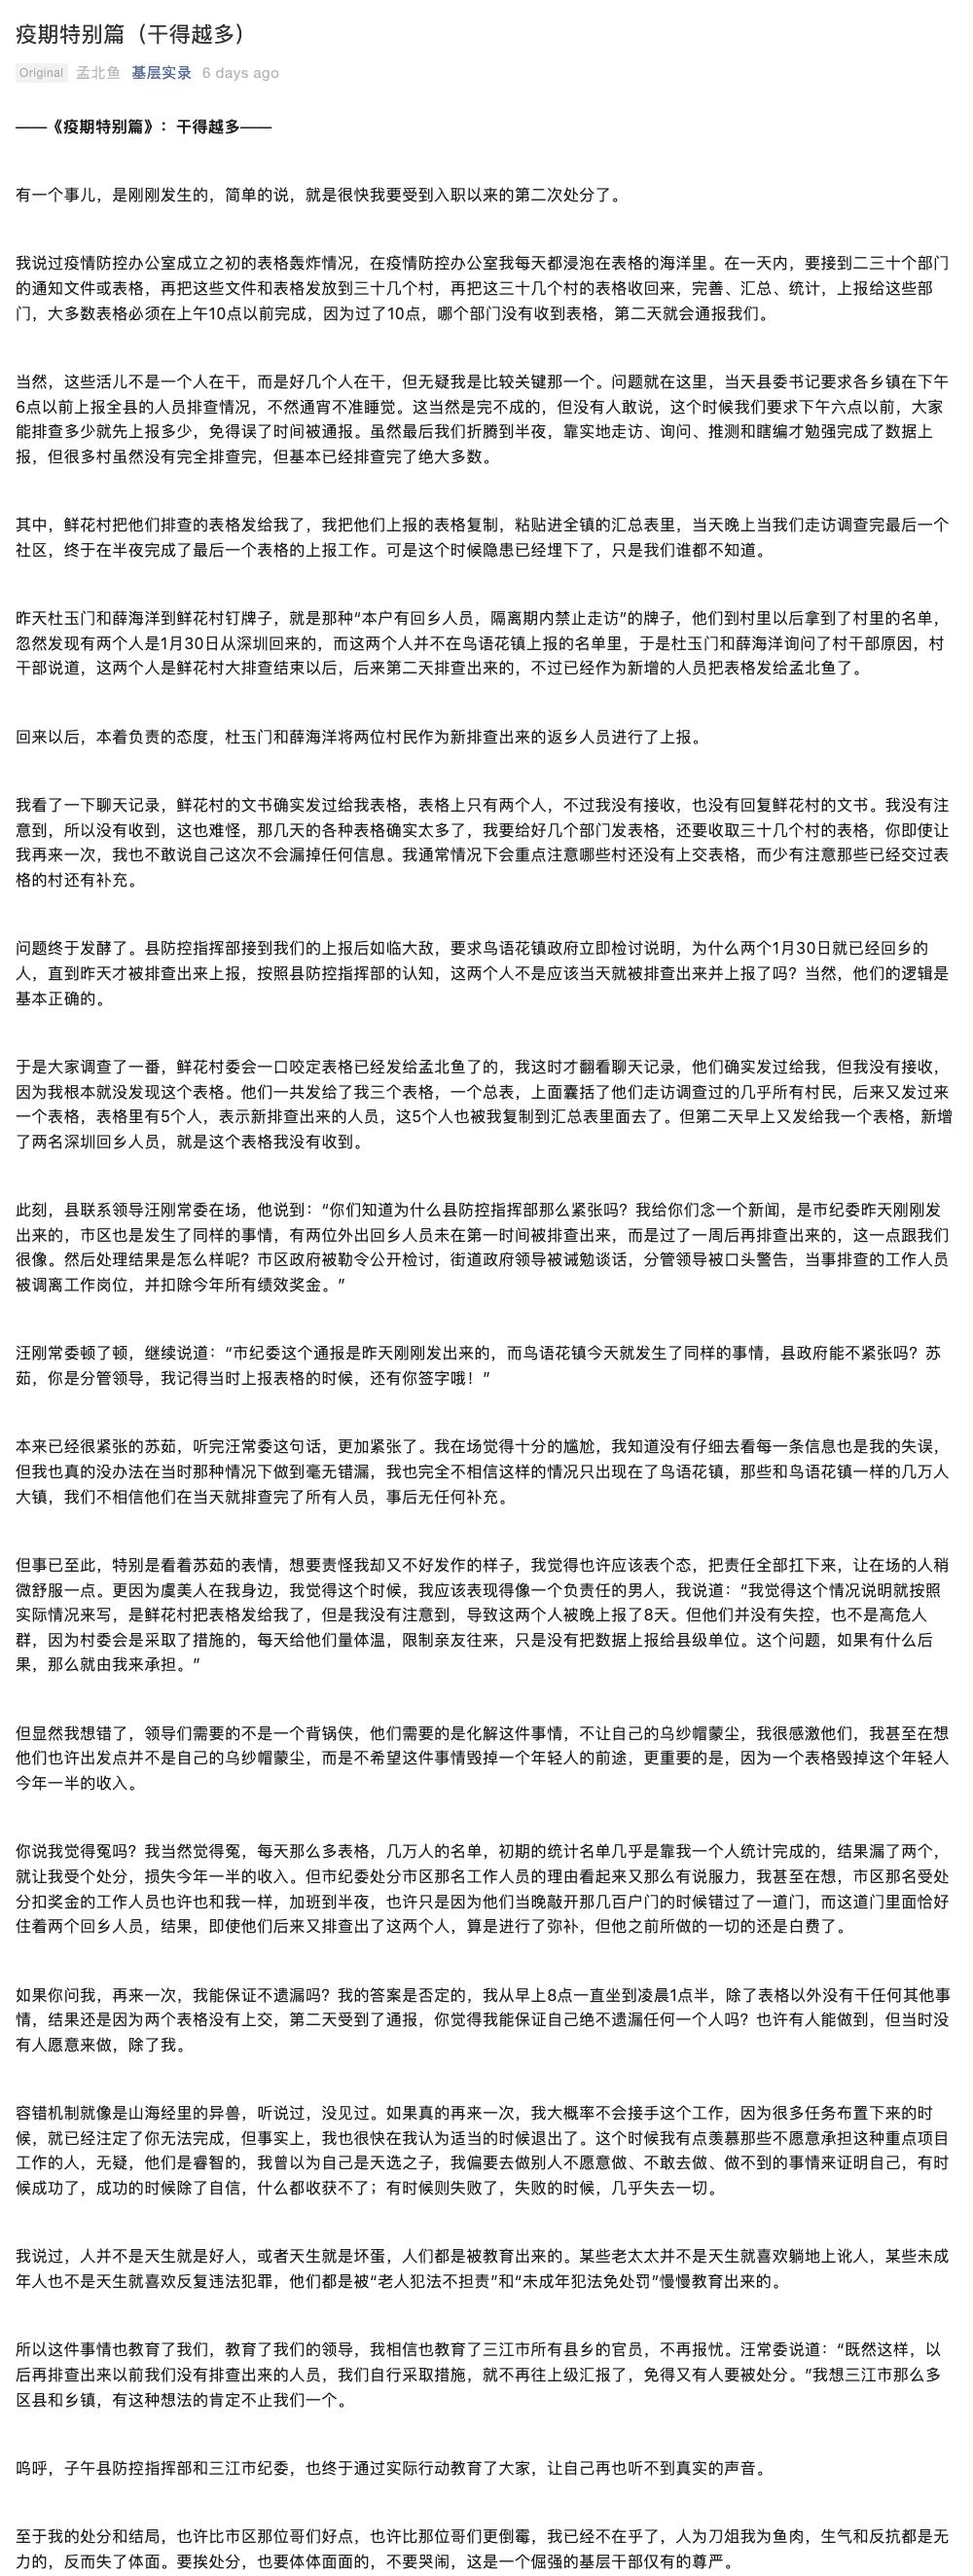 疫期特别篇（干得越多）
Original 孟北鱼 基层实录 6 days ago
——《疫期特别篇》：干得越多——
有一个事儿，是刚刚发生的，简单的说，就是很快我要受到入职以来的第二次处分了。
我说过疫情防控办公室成立之初的表格轰炸情况，在疫情防控办公室我每天都浸泡在表格的海洋里。在一天内，要接到二三十个部门
的通知文件或表格，再把这些文件和表格发放到三十几个村，再把这三十几个村的表格收回来，完善、汇总、统计，上报给这些部
门，大多数表格必须在上午10点以前完成，因为过了10点，哪个部门没有收到表格，第二天就会通报我们。
当然，这些活儿不是一个人在干，而是好几个人在干，但无疑我是比较关键那一个。问题就在这里，当天县委书记要求各乡镇在下午
6点以前上报全县的人员排查情况，不然通宵不准睡觉。这当然是完不成的，但没有人敢说，这个时候我们要求下午六点以前，大家
能排查多少就先上报多少，免得误了时间被通报。虽然最后我们折腾到半夜，靠实地走访、询问、推测和瞎编才勉强完成了数据上
报，但很多村虽然没有完全排查完，但基本已经排查完了绝大多数。
其中，鲜花村把他们排查的表格发给我了，我把他们上报的表格复制，粘贴进全镇的汇总表里，当天晚上当我们走访调查完最后一个
社区，终于在半夜完成了最后一个表格的上报工作。可是这个时候隐患已经埋下了，只是我们谁都不知道。
昨天杜玉门和薛海洋到鲜花村钉牌子，就是那种“本户有回乡人员，隔离期内禁止走访”的牌子，他们到村里以后拿到了村里的名单，
忽然发现有两个人是1月30日从深圳回来的，而这两个人并不在鸟语花镇上报的名单里，于是杜玉门和薛海洋询问了村干部原因，村
干部说道，这两个人是鲜花村大排查结束以后，后来第二天排查出来的，不过已经作为新增的人员把表格发给孟北鱼了。
回来以后，本着负责的态度，杜玉门和薛海洋将两位村民作为新排查出来的返乡人员进行了上报。
我看了一下聊天记录，鲜花村的文书确实发过给我表格，表格上只有两个人，不过我没有接收，也没有回复鲜花村的文书。我没有注
意到，所以没有收到，这也难怪，那几天的各种表格确实太多了，我要给好几个部门发表格，还要收取三十几个村的表格，你即使让
我再来一次，我也不敢说自己这次不会漏掉任何信息。我通常情况下会重点注意哪些村还没有上交表格，而少有注意那些已经交过表
格的村还有补充。
问题终于发酵了。县防控指挥部接到我们的上报后如临大敌，要求鸟语花镇政府立即检讨说明，为什么两个1月30日就已经回乡的
人，直到昨天才被排查出来上报，按照县防控指挥部的认知，这两个人不是应该当天就被排查出来并上报了吗？当然，他们的逻辑是
基本正确的。
于是大家调查了一番，鲜花村委会一口咬定表格已经发给孟北鱼了的，我这时才翻看聊天记录，他们确实发过给我，但我没有接收，
因为我根本就没发现这个表格。他们一共发给了我三个表格，一个总表，上面囊括了他们走访调查过的几乎所有村民，后来又发过来
一个表格，表格里有5个人，表示新排查出来的人员，这5个人也被我复制到汇总表里面去了。但第二天早上又发给我一个表格，新增
了两名深圳回乡人员，就是这个表格我没有收到。
此刻，县联系领导汪刚常委在场，他说到：“你们知道为什么县防控指挥部那么紧张吗？我给你们念一个新闻，是市纪委昨天刚刚发
出来的，市区也是发生了同样的事情，有两位外出回乡人员未在第一时间被排查出来，而是过了一周后再排查出来的，这一点跟我们
很像。然后处理结果是怎么样呢？市区政府被勒令公开检讨，街道政府领导被诫勉谈话，分管领导被口头警告，当事排查的工作人员
被调离工作岗位，并扣除今年所有绩效奖金。”
汪刚常委顿了顿，继续说道：“市纪委这个通报是昨天刚刚发出来的，而鸟语花镇今天就发生了同样的事情，县政府能不紧张吗？苏
茹，你是分管领导，我记得当时上报表格的时候，还有你签字哦！”
本来已经很紧张的苏茹，听完汪常委这句话，更加紧张了。我在场觉得十分的尴尬，我知道没有仔细去看每一条信息也是我的失误，
但我也真的没办法在当时那种情况下做到毫无错漏，我也完全不相信这样的情况只出现在了鸟语花镇，那些和鸟语花镇一样的几万人
大镇，我们不相信他们在当天就排查完了所有人员，事后无任何补充。
但事已至此，特别是看着苏茹的表情，想要责怪我却又不好发作的样子，我觉得也许应该表个态，把责任全部扛下来，让在场的人稍
微舒服一点。更因为虞美人在我身边，我觉得这个时候，我应该表现得像一个负责任的男人，我说道：“我觉得这个情况说明就按照
实际情况来写，是鲜花村把表格发给我了，但是我没有注意到，导致这两个人被晚上报了8天。但他们并没有失控，也不是高危人
群，因为村委会是采取了措施的，每天给他们量体温，限制亲友往来，只是没有把数据上报给县级单位。这个问题，如果有什么后
果，那么就由我来承担。”
但显然我想错了，领导们需要的不是一个背锅侠，他们需要的是化解这件事情，不让自己的乌纱帽蒙尘，我很感激他们，我甚至在想
他们也许出发点并不是自己的乌纱帽蒙尘，而是不希望这件事情毁掉一个年轻人的前途，更重要的是，因为一个表格毁掉这个年轻人
今年一半的收入。
你说我觉得冤吗？我当然觉得冤，每天那么多表格，几万人的名单，初期的统计名单几乎是靠我一个人统计完成的，结果漏了两个，
就让我受个处分，损失今年一半的收入。但市纪委处分市区那名工作人员的理由看起来又那么有说服力，我甚至在想，市区那名受处
分扣奖金的工作人员也许也和我一样，加班到半夜，也许只是因为他们当晚敲开那几百户门的时候错过了一道门，而这道门里面恰好
住着两个回乡人员，结果，即使他们后来又排查出了这两个人，算是进行了弥补，但他之前所做的一切的还是白费了。
如果你问我，再来一次，我能保证不遗漏吗？我的答案是否定的，我从早上8点一直坐到凌晨1点半，除了表格以外没有干任何其他事
情，结果还是因为两个表格没有上交，第二天受到了通报，你觉得我能保证自己绝不遗漏任何一个人吗？也许有人能做到，但当时没
有人愿意来做，除了我。
容错机制就像是山海经里的异兽，听说过，没见过。如果真的再来一次，我大概率不会接手这个工作，因为很多任务布置下来的时
候，就已经注定了你无法完成，但事实上，我也很快在我认为适当的时候退出了。这个时候我有点羡慕那些不愿意承担这种重点项目
工作的人，无疑，他们是睿智的，我曾以为自己是天选之子，我偏要去做别人不愿意做、不敢去做、做不到的事情来证明自己，有时
候成功了，成功的时候除了自信，什么都收获不了；有时候则失败了，失败的时候，几乎失去一切。
我说过，人并不是天生就是好人，或者天生就是坏蛋，人们都是被教育出来的。某些老太太并不是天生就喜欢躺地上讹人，某些未成
年人也不是天生就喜欢反复违法犯罪，他们都是被“老人犯法不担责”和“未成年犯法免处罚”慢慢教育出来的。
所以这件事情也教育了我们，教育了我们的领导，我相信也教育了三江市所有县乡的官员，不再报忧。汪常委说道：“既然这样，以
后再排查出来以前我们没有排查出来的人员，我们自行采取措施，就不再往上级汇报了，免得又有人要被处分。”我想三江市那么多
区县和乡镇，有这种想法的肯定不止我们一个。
呜呼，子午县防控指挥部和三江市纪委，也终于通过实际行动教育了大家，让自己再也听不到真实的声音。
至于我的处分和结局，也许比市区那位哥们好点，也许比那位哥们更倒霉，我已经不在乎了，人为刀俎我为鱼肉，生气和反抗都是无
力的，反而失了体面。要挨处分，也要体体面面的，不要哭闹，这是一个倔强的基层干部仅有的尊严。